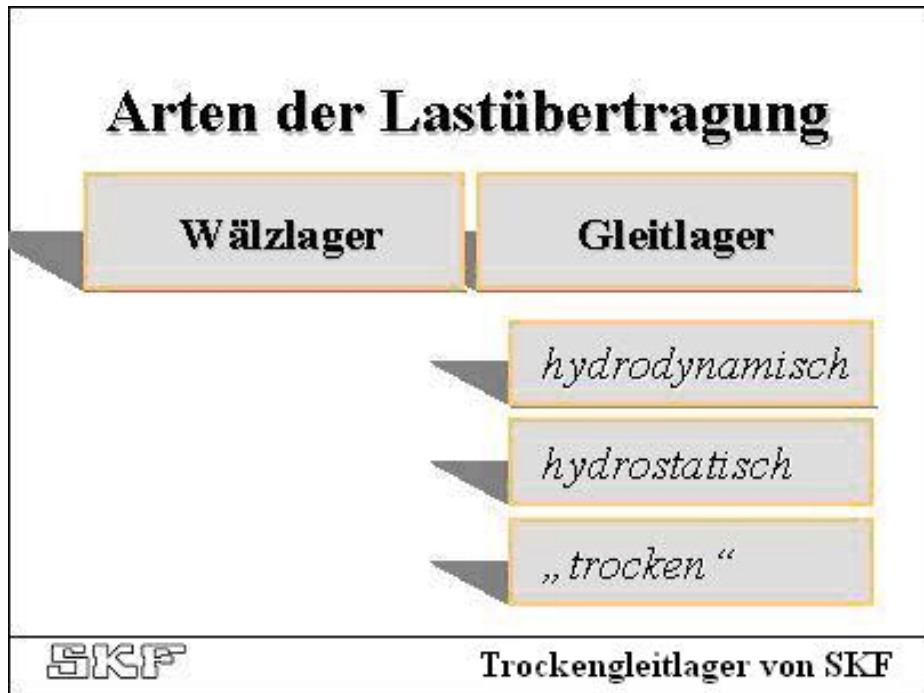 Arten der Lastübertragung
Wälzlager
Gleitlager
hydrodynamisch
hydrostatisch
„trocken“
SKF
Trockengleitlager von SKF